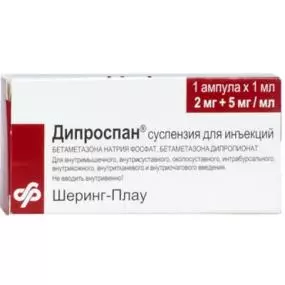 1 ампула х 1 мл
2 мг + 5 мг / мл
Дипроспан® суспензия для инъекций
БЕТАМЕТАЗОНА НАТРИЯ ФОСФАТ, БЕТАМЕТАЗОНА ДИПРОПИОНАТ
Для внутримышечного, внутрисуставного, околосуставного, интрабурсального,
внутрикожного, внутритканевого и внутриочагового введения.
Не вводить внутривенно!
Шеринг-Плау